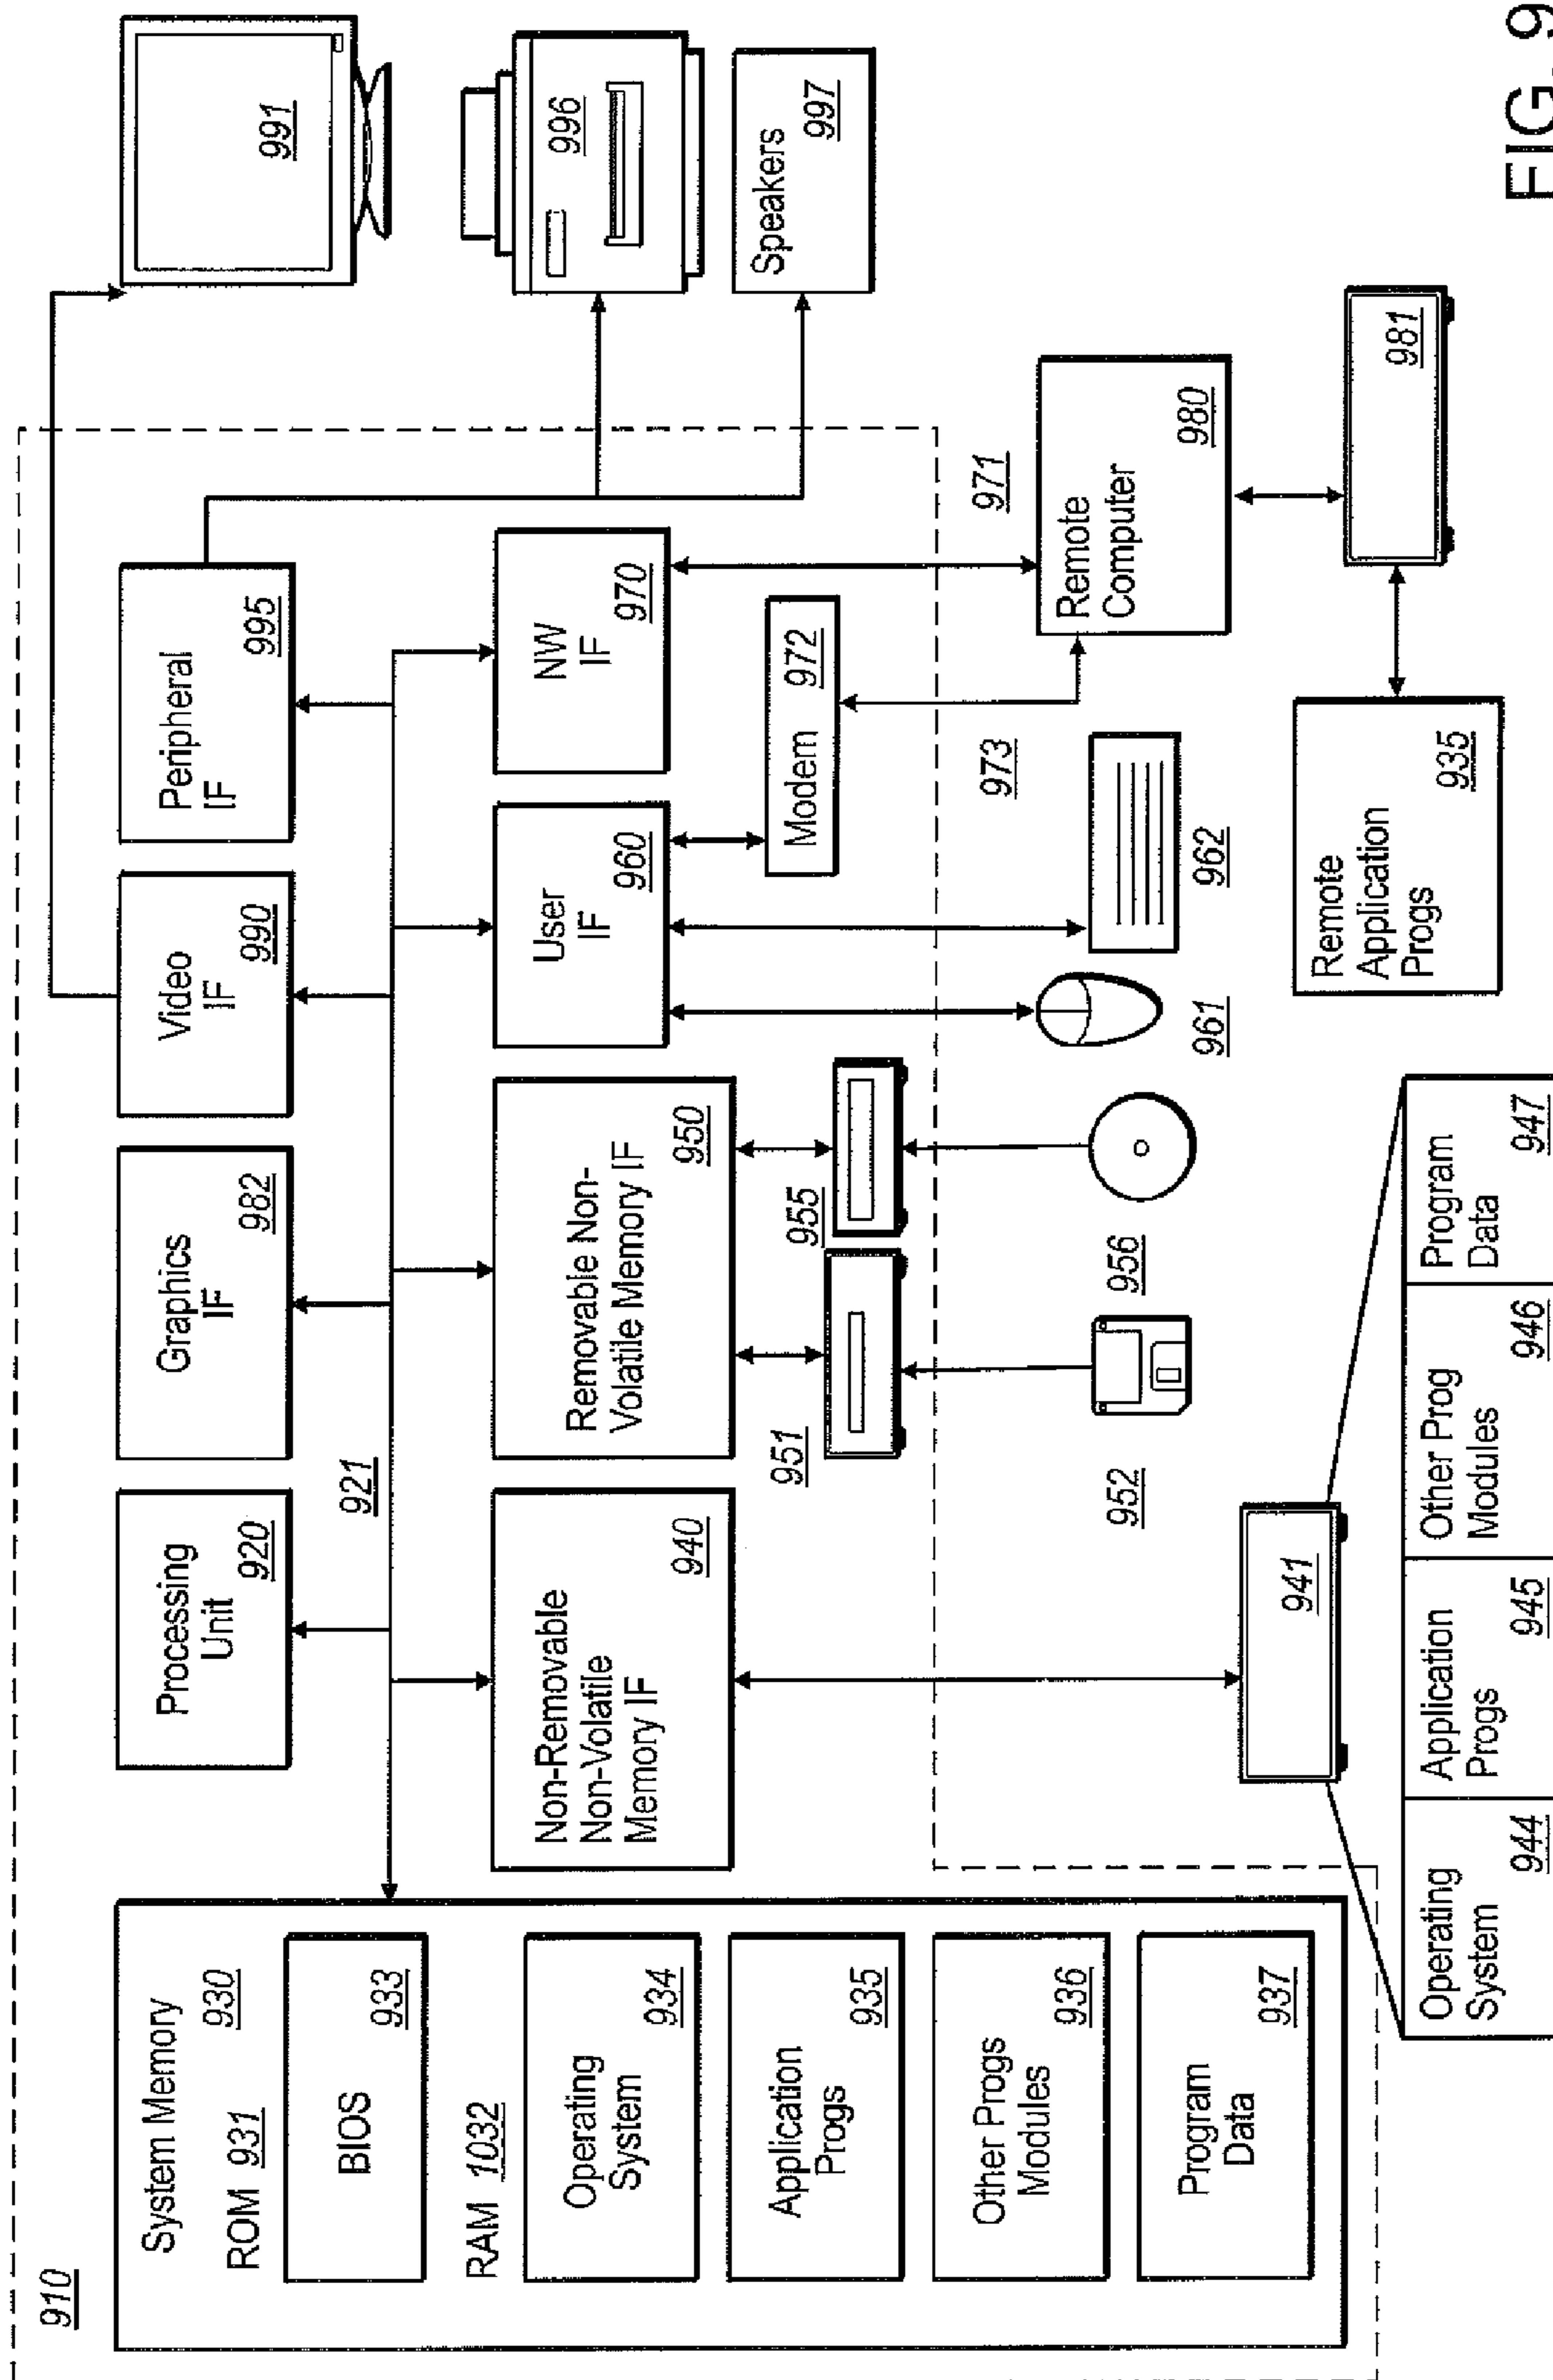 910
System Memory
930
ROM 931
BIOS
933
RAM 1032
Operating
System
934
Application
Progs
935
Other Progs
Modules
936
Program
Data
937
Processing
Unit
920
921
Graphics
IF
982
Video
IF
990
Peripheral
IF
995
Non-Removable
Non-Volatile
Memory IF
940
Removable Non-
Volatile Memory IF
950
User
IF
960
NW
IF
970
951
955
Modem
972
952
956
961
962
973
971
991
996
Speakers
997
Remote
Computer
980
981
Remote
Application
Progs
935
941
Operating
System
944
Application
Progs
945
Other Prog
Modules
946
Program
Data
947
FIG. 9